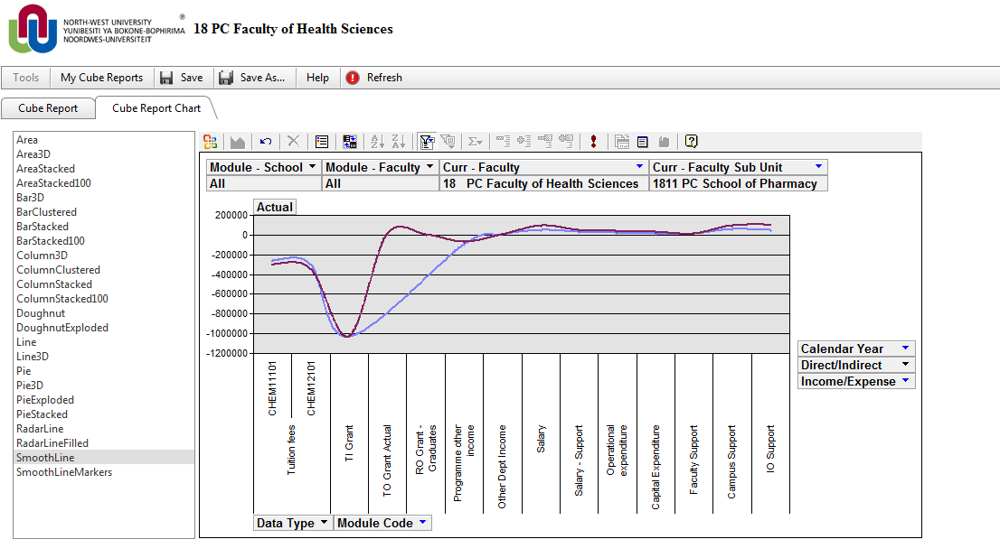 NORTH-WEST UNIVERSITY ®
YUNIBESITI YA BOKONE-BOPHIRIMA
NOORDWES-UNIVERSITEIT
18 PC Faculty of Health Sciences
Tools My Cube Reports Save Save As... Help Refresh
Cube Report Cube Report Chart
Area
Area3D
AreaStacked
AreaStacked100
Bar3D
BarClustered
BarStacked
BarStacked100
Column3D
ColumnClustered
ColumnStacked
ColumnStacked100
Doughnut
DoughnutExploded
Line
Line3D
Pie
Pie3D
PieExploded
PieStacked
RadarLine
RadarLineFilled
SmoothLine
SmoothLineMarkers
Module - School Module - Faculty Curr - Faculty Curr - Faculty Sub Unit
All All 18 PC Faculty of Health Sciences 1811 PC School of Pharmacy
Actual
200000
0
-200000
-400000
-600000
-800000
-1000000
-1200000
CHEM11101
CHEM12101
Tuition fees
TI Grant
TO Grant Actual
RO Grant -
Graduates
Programme other
income
Other Dept Income
Salary
Salary - Support
Operational
expenditure
Capital Expenditure
Faculty Support
Campus Support
IO Support
Calendar Year
Direct/Indirect
Income/Expense
Data Type Module Code